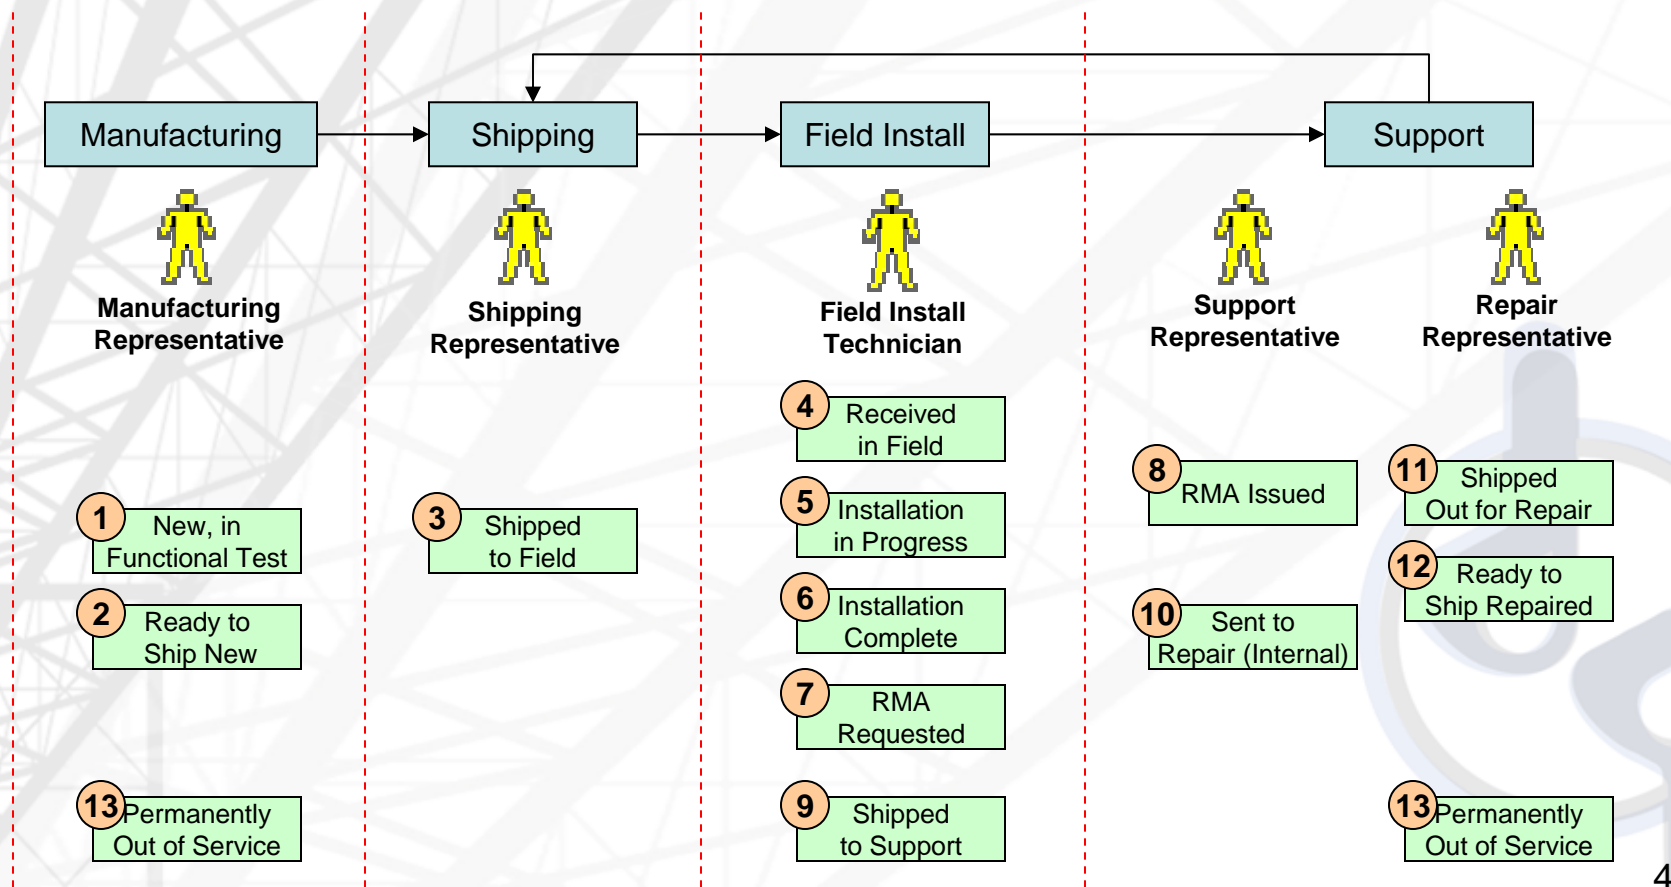 Manufacturing
Shipping
Field Install
Support
Manufacturing
Representative
Shipping
Representative
Field Install
Technician
Support
Representative
Repair
Representative
1
New, in
Functional Test
2
Ready to
Ship New
13
Permanently
Out of Service
3
Shipped
to Field
4
Received
in Field
5
Installation
in Progress
6
Installation
Complete
7
RMA
Requested
9
Shipped
to Support
8
RMA Issued
10
Sent to
Repair (Internal)
11
Shipped
Out for Repair
12
Ready to
Ship Repaired
13
Permanently
Out of Service
4